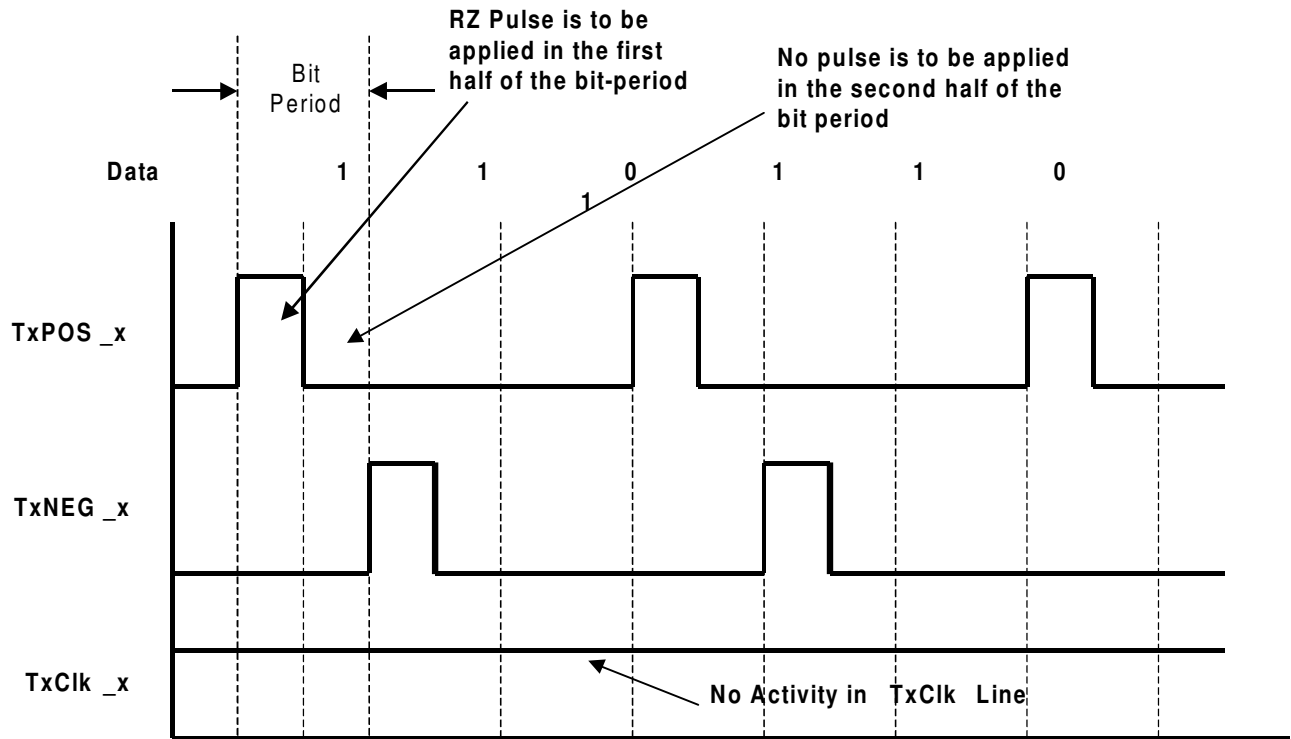 RZ Pulse is to be
applied in the first
half of the bit-period
No pulse is to be applied
in the second half of the
bit period
Bit
Period
Data 1 1 0 1 1 0
1
TxPOS _x
TxNEG _x
TxClk _x
No Activity in TxClk Line